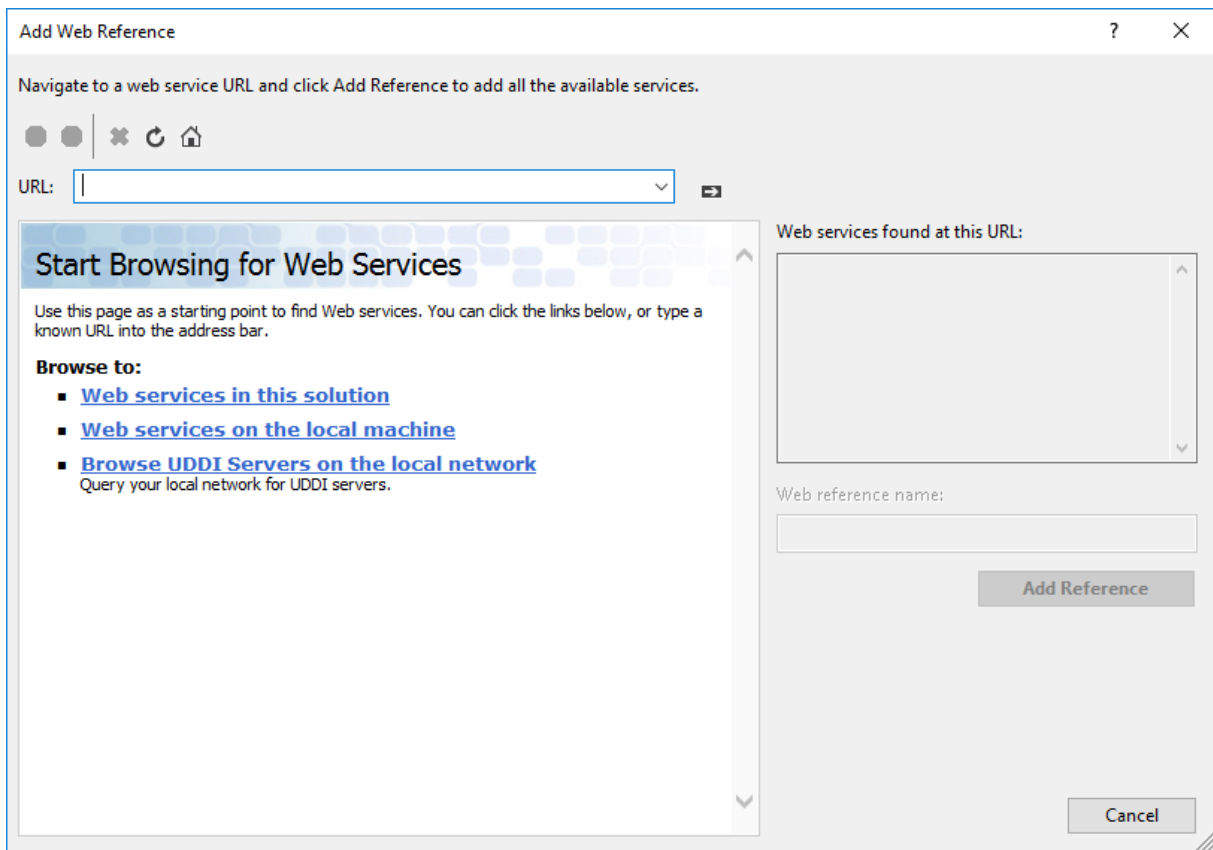 Add Web Reference
Navigate to a web service URL and click Add Reference to add all the available services.
URL:
Start Browsing for Web Services
Use this page as a starting point to find Web services. You can click the links below, or type a
known URL into the address bar.
Browse to:
Web services in this solution
Web services on the local machine
Browse UDDI Servers on the local network
Query your local network for UDDI servers.
Web services found at this URL:
Web reference name:
Add Reference
Cancel